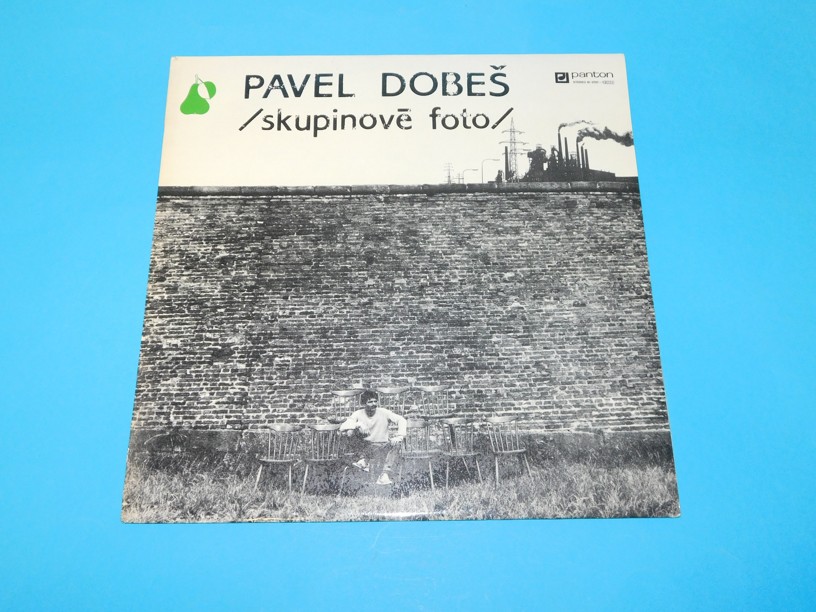 PAVEL DOBEŠ
/skupinové foto/
panton